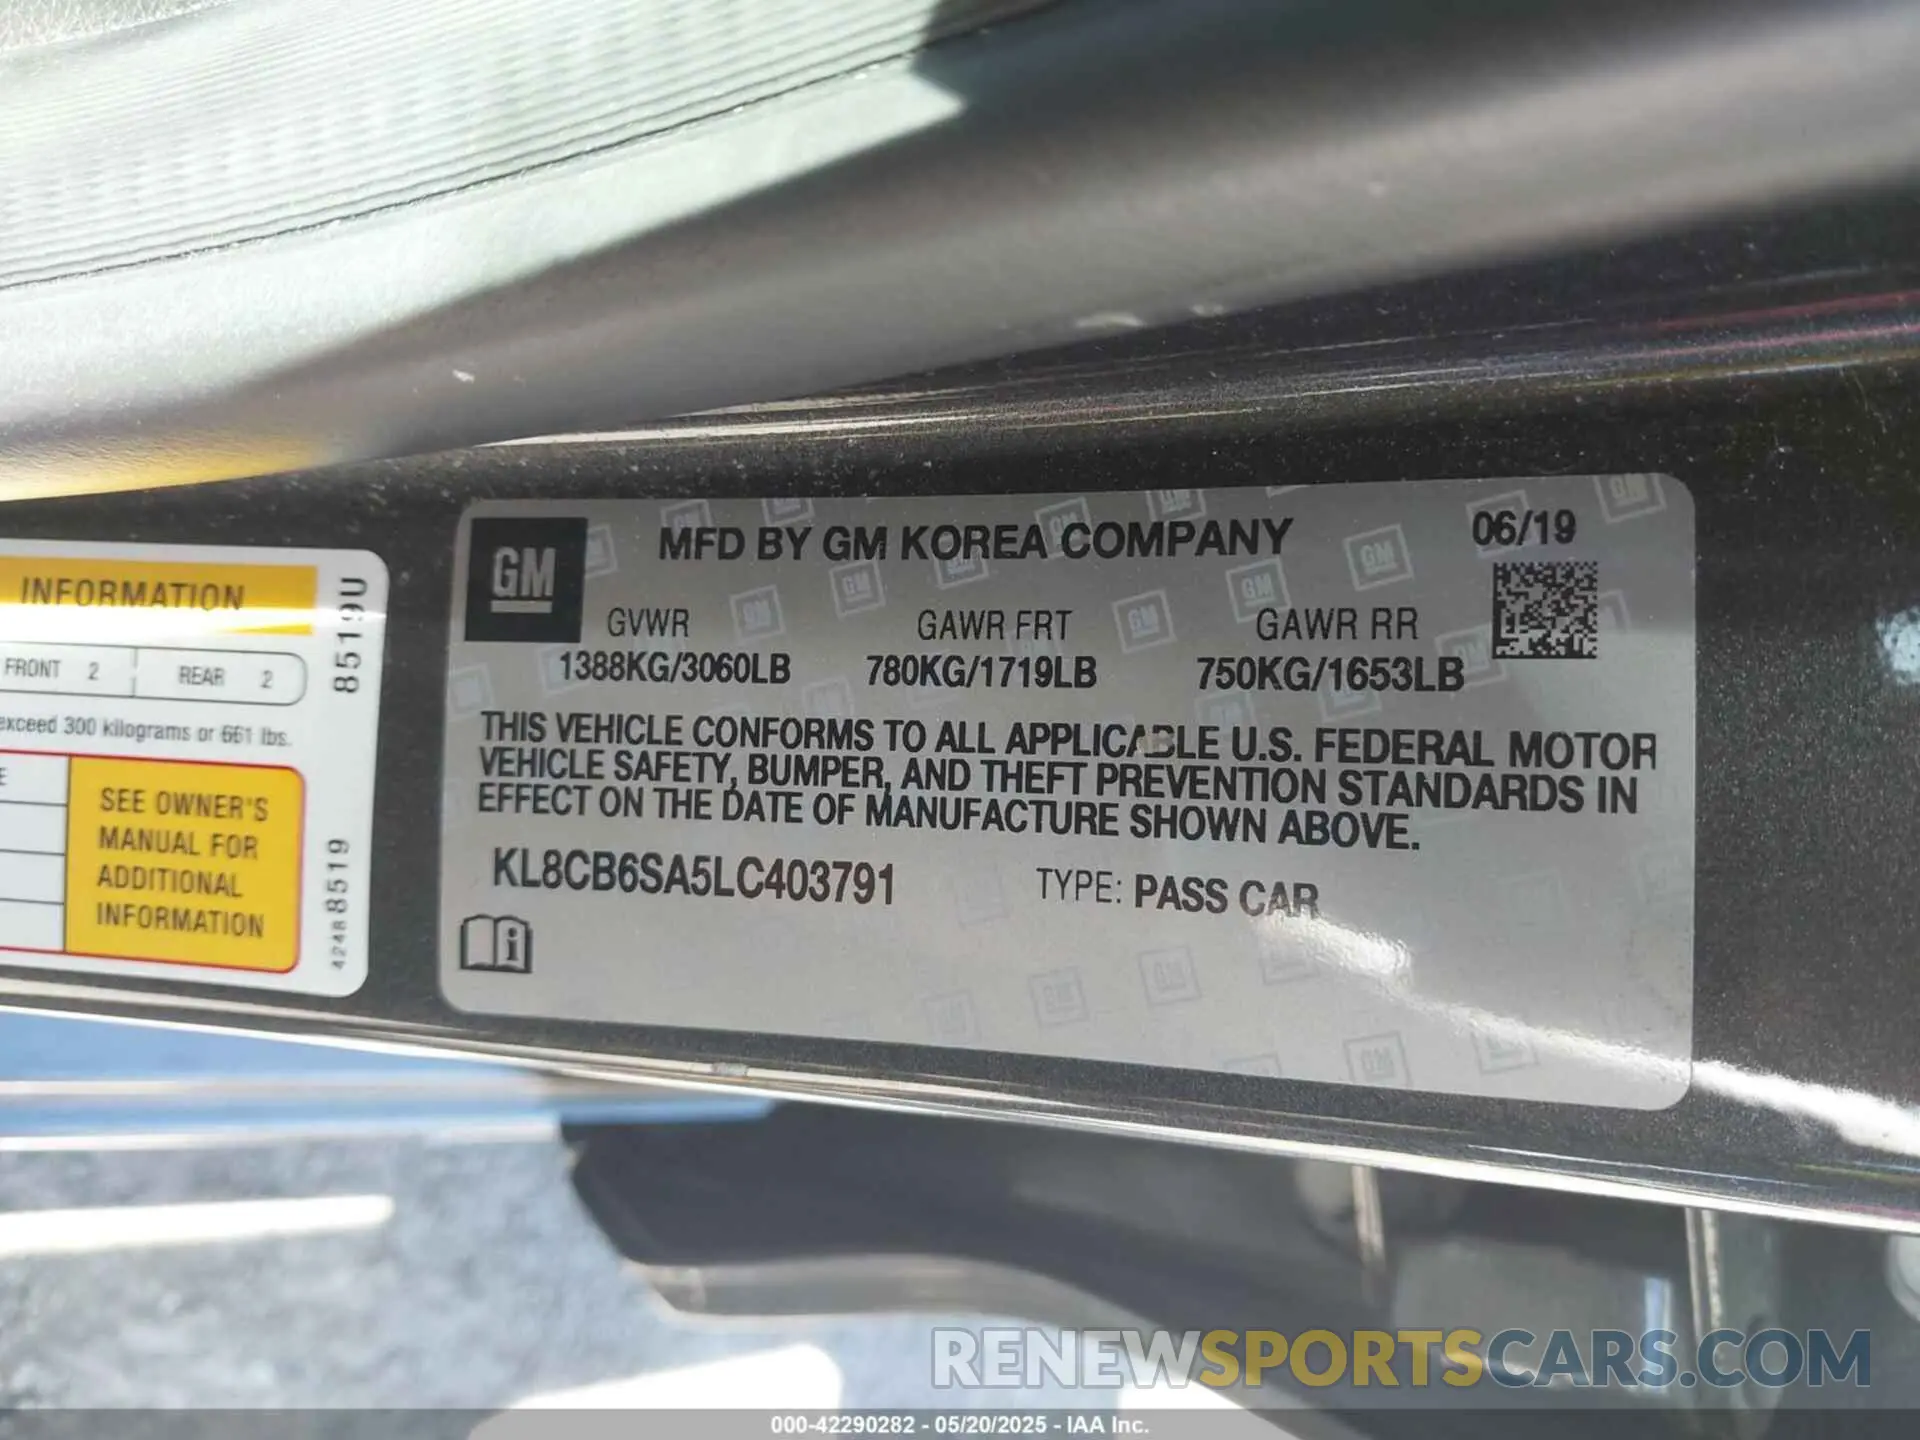 INFORMATION
FRONT 2
REAR 2
exceed 300 kilograms or 661 lbs.
SEE OWNER'S
MANUAL FOR
ADDITIONAL
INFORMATION
8519U
42488519
GM
MFD BY GM KOREA COMPANY
06/19
GVWR GAWR FRT GAWR RR
1388KG/3060LB 780KG/1719LB 750KG/1653LB
THIS VEHICLE CONFORMS TO ALL APPLICABLE U.S. FEDERAL MOTOR
VEHICLE SAFETY, BUMPER, AND THEFT PREVENTION STANDARDS IN
EFFECT ON THE DATE OF MANUFACTURE SHOWN ABOVE.
KL8CB6SA5LC403791 TYPE: PASS CAR
RENEWSPORTSCARS.COM
000-42290282 - 05/20/2025 - IAA Inc.